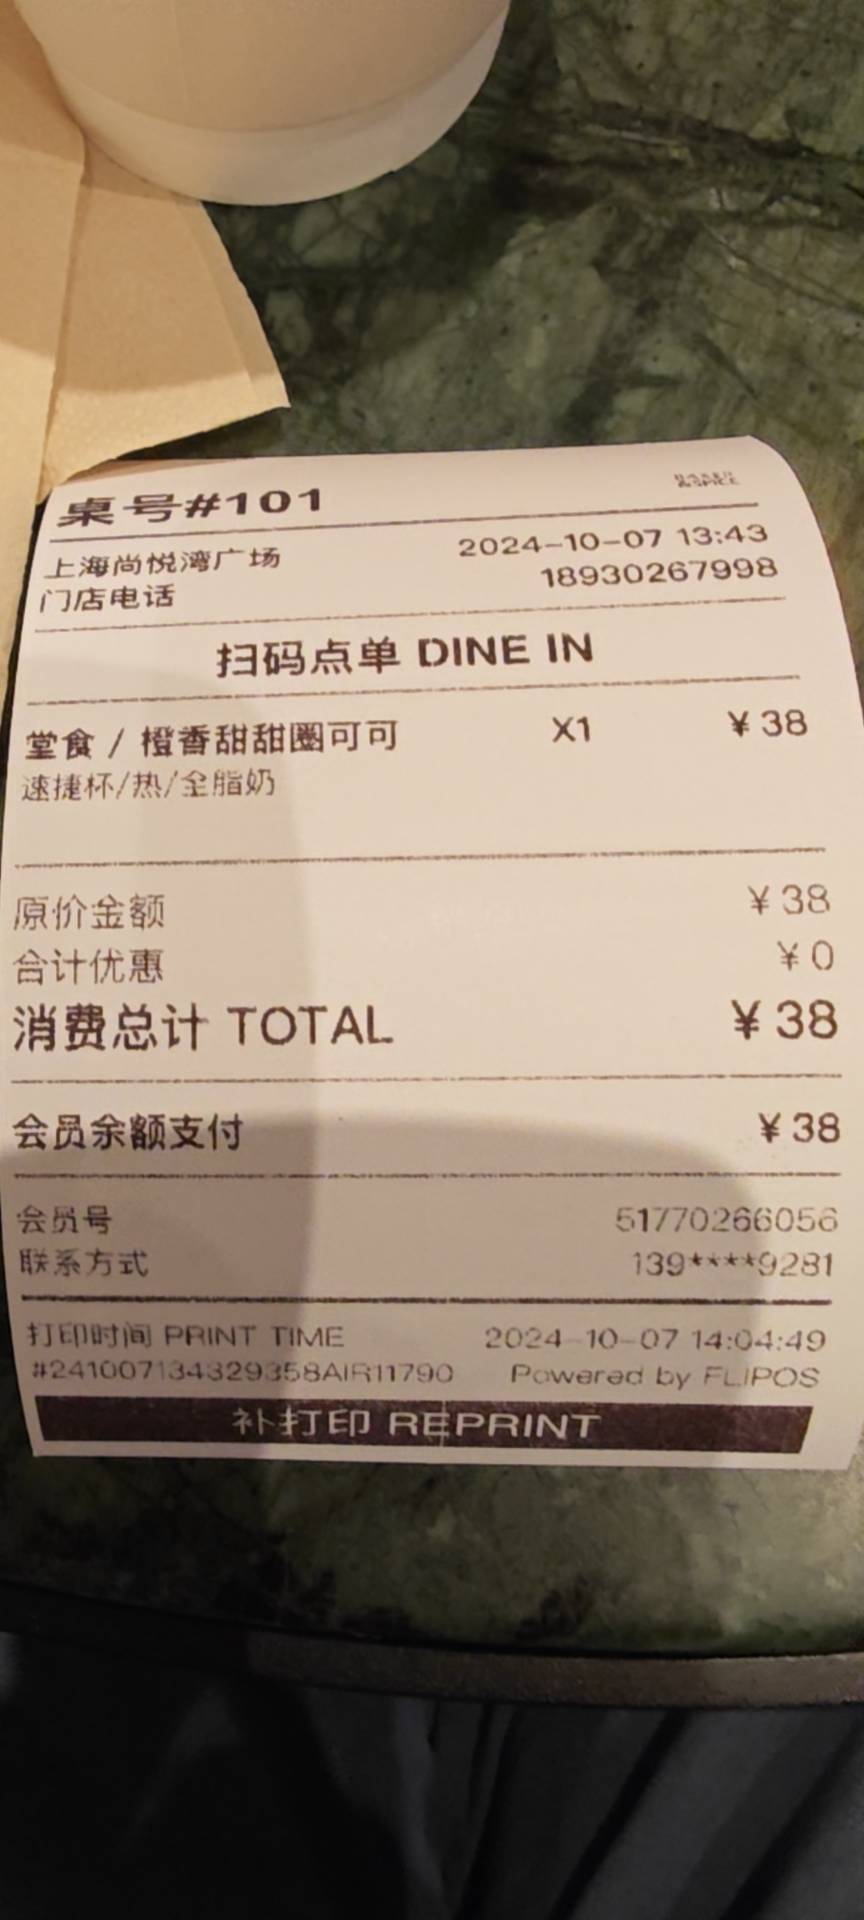 BAKER
&SPICE
桌号#101
上海尚悦湾广场 2024-10-07 13:43
门店电话 18930267998
扫码点单 DINE IN
堂食 / 橙香甜甜圈可可 X1 ¥38
速捷杯/热/全脂奶
原价金额 ¥38
合计优惠 ¥0
消费总计 TOTAL ¥38
会员余额支付 ¥38
会员号 51770266056
联系方式 139****9281
打印时间 PRINT TIME 2024-10-07 14:04:49
#241007134329358AIR11790 Powered by FLIPOS
补打印 REPRINT